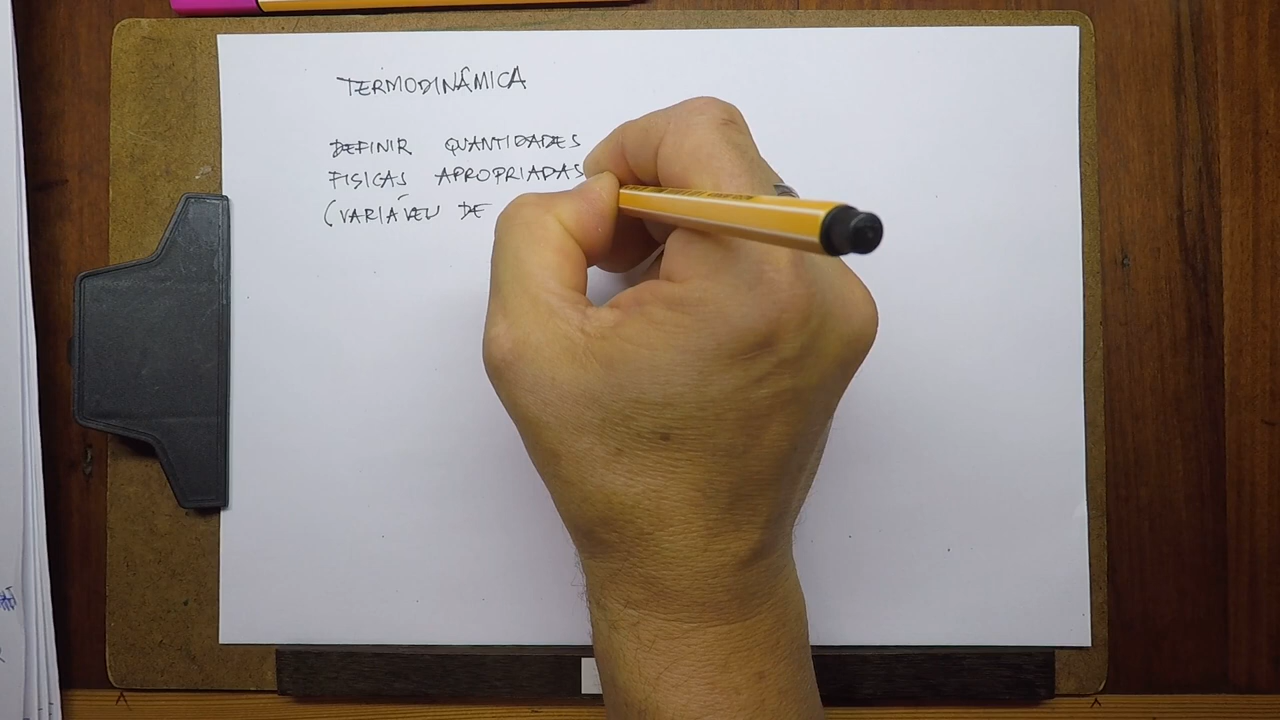 TERMODINÂMICA
DEFINIR QUANTIDADES
FISICAS APROPRIADAS
(VARIÁVEL DE